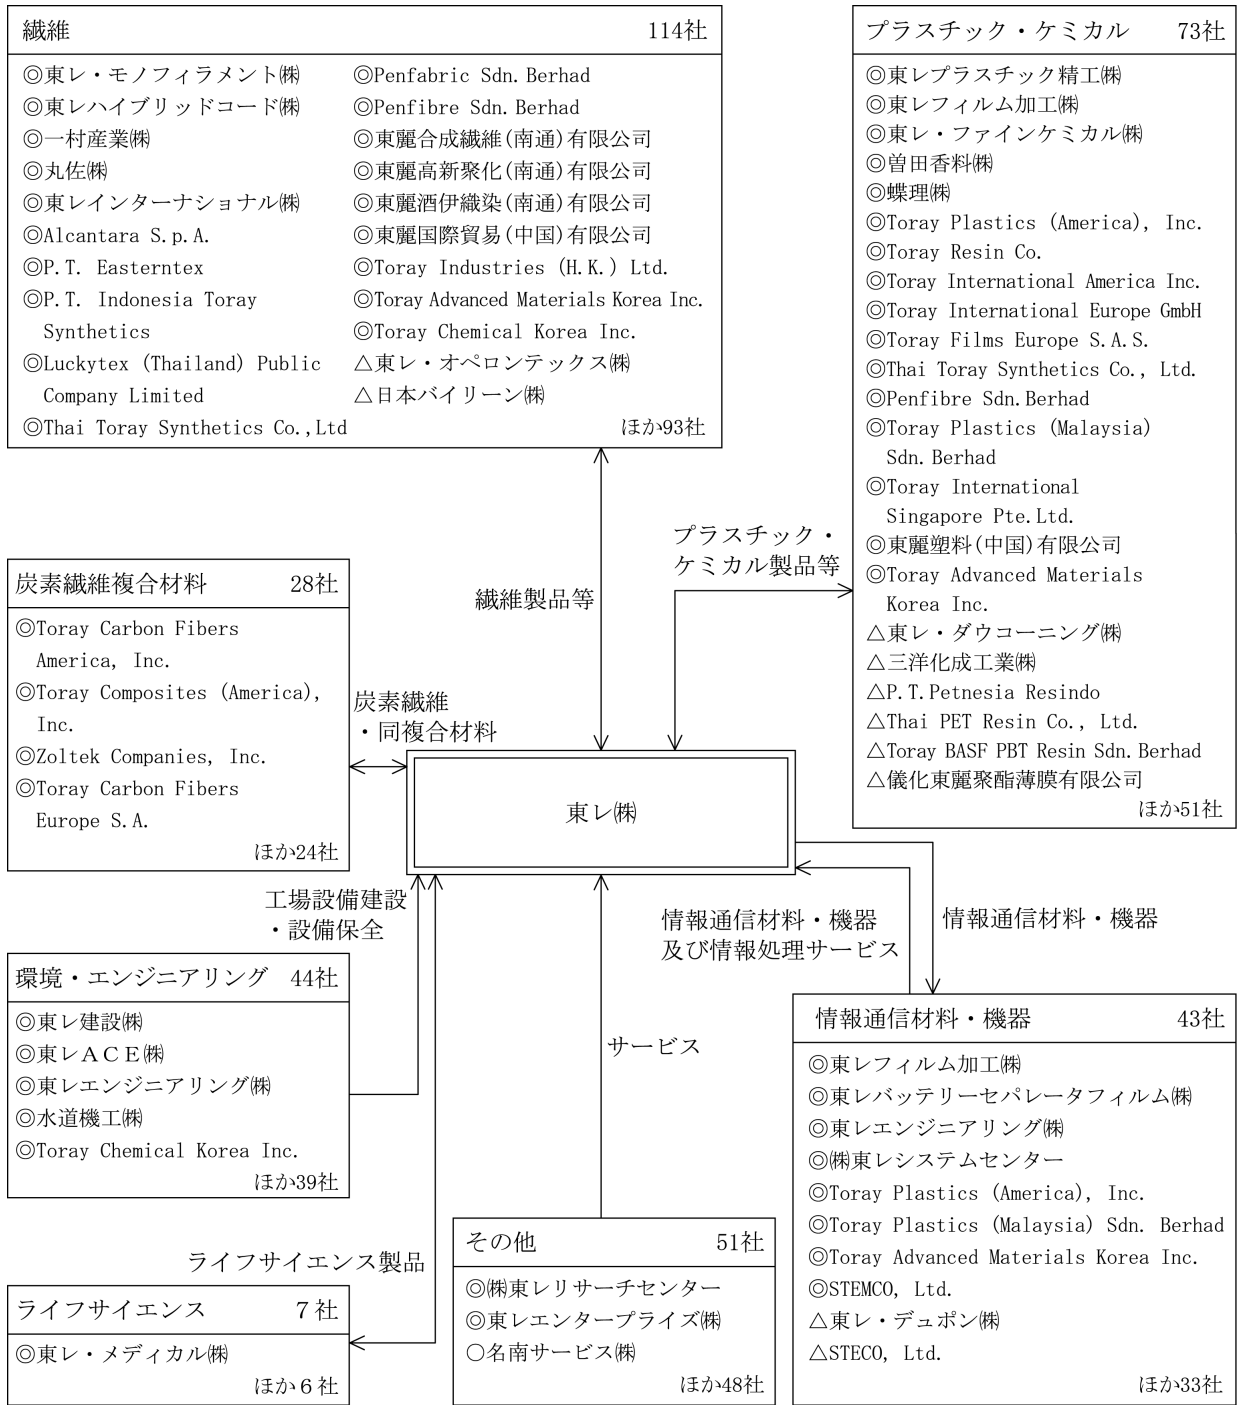 繊維 114社
◎東レ・モノフィラメント㈱
◎東レハイブリッドコード㈱
◎一村産業㈱
◎丸佐㈱
◎東レインターナショナル㈱
◎Alcantara S.p.A.
◎P.T. Easterntex
◎P.T. Indonesia Toray
Synthetics
◎Luckytex (Thailand) Public
Company Limited
◎Thai Toray Synthetics Co.,Ltd
◎Penfabric Sdn.Berhad
◎Penfibre Sdn.Berhad
◎東麗合成繊維(南通)有限公司
◎東麗高新聚化(南通)有限公司
◎東麗酒伊織染(南通)有限公司
◎東麗国際貿易(中国)有限公司
◎Toray Industries (H.K.) Ltd.
◎Toray Advanced Materials Korea Inc.
◎Toray Chemical Korea Inc.
△東レ・オペロンテックス㈱
△日本バイリーン㈱
ほか93社
プラスチック・ケミカル 73社
◎東レプラスチック精工㈱
◎東レフィルム加工㈱
◎東レ・ファインケミカル㈱
◎曽田香料㈱
◎蝶理㈱
◎Toray Plastics (America), Inc.
◎Toray Resin Co.
◎Toray International America Inc.
◎Toray International Europe GmbH
◎Toray Films Europe S.A.S.
◎Thai Toray Synthetics Co., Ltd.
◎Penfibre Sdn.Berhad
◎Toray Plastics (Malaysia)
Sdn.Berhad
◎Toray International
Singapore Pte.Ltd.
◎東麗塑料(中国)有限公司
◎Toray Advanced Materials
Korea Inc.
△東レ・ダウコーニング㈱
△三洋化成工業㈱
△P.T.Petnesia Resindo
△Thai PET Resin Co., Ltd.
△Toray BASF PBT Resin Sdn.Berhad
△儀化東麗聚酯薄膜有限公司
ほか51社
繊維製品等
プラスチック・
ケミカル製品等
炭素繊維複合材料 28社
◎Toray Carbon Fibers
America, Inc.
◎Toray Composites (America),
Inc.
◎Zoltek Companies, Inc.
◎Toray Carbon Fibers
Europe S.A.
ほか24社
炭素繊維
・同複合材料
東レ㈱
工場設備建設
・設備保全
情報通信材料・機器
及び情報処理サービス
情報通信材料・機器
環境・エンジニアリング 44社
◎東レ建設㈱
◎東レACE㈱
◎東レエンジニアリング㈱
◎水道機工㈱
◎Toray Chemical Korea Inc.
ほか39社
サービス
情報通信材料・機器 43社
◎東レフィルム加工㈱
◎東レバッテリーセパレータフィルム㈱
◎東レエンジニアリング㈱
◎㈱東レシステムセンター
◎Toray Plastics (America), Inc.
◎Toray Plastics (Malaysia) Sdn. Berhad
◎Toray Advanced Materials Korea Inc.
◎STEMCO, Ltd.
△東レ・デュポン㈱
△STECO, Ltd.
ほか33社
ライフサイエンス製品
ライフサイエンス 7社
◎東レ・メディカル㈱
ほか6社
その他 51社
◎㈱東レリサーチセンター
◎東レエンタープライズ㈱
○名南サービス㈱
ほか48社